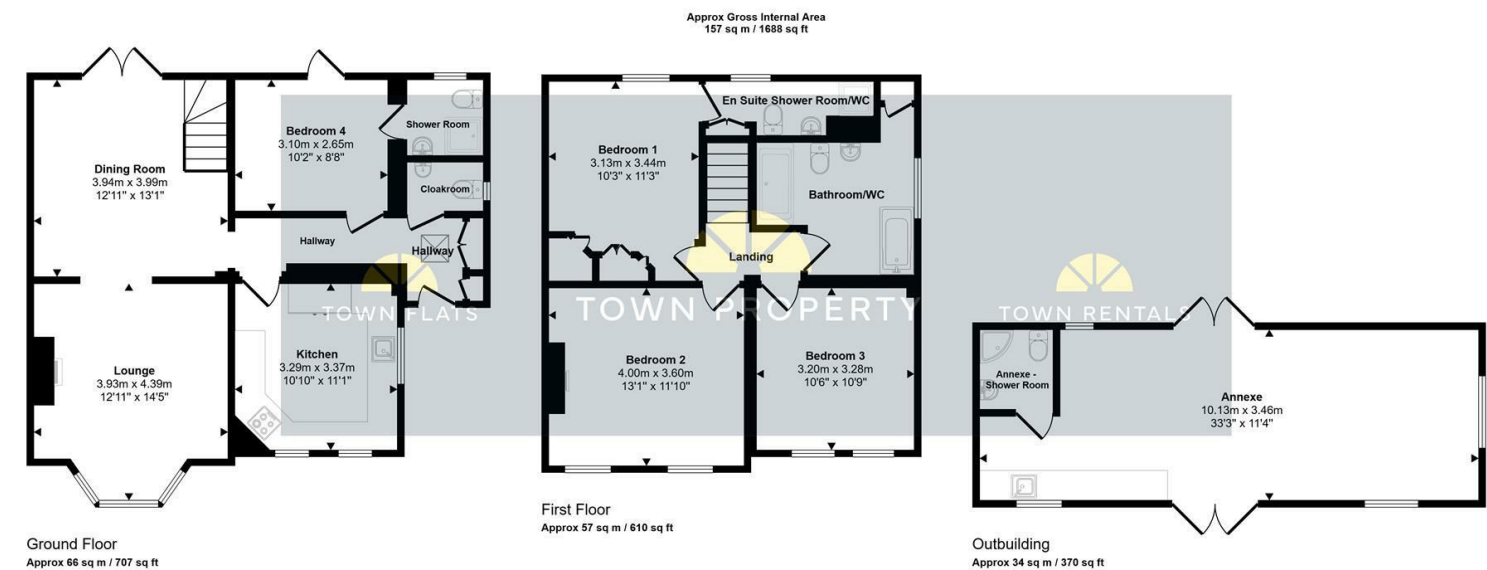 Approx Gross Internal Area
157 sq m / 1688 sq ft
Dining Room
3.94m x 3.99m
12'11" x 13'1"
Bedroom 4
3.10m x 2.65m
10'2" x 8'8"
Shower Room
Cloakroom
Hallway
Hallway
Lounge
3.93m x 4.39m
12'11" x 14'5"
Kitchen
3.29m x 3.37m
10'10" x 11'1"
TOWN FLATS
Ground Floor
Approx 66 sq m / 707 sq ft
En Suite Shower Room/WC
Bedroom 1
3.13m x 3.44m
10'3" x 11'3"
Bathroom/WC
Landing
TOWN PROPERTY
Bedroom 2
4.00m x 3.60m
13'1" x 11'10"
Bedroom 3
3.20m x 3.28m
10'6" x 10'9"
First Floor
Approx 57 sq m / 610 sq ft
TOWN RENTALS
Annexe -
Shower Room
Annexe
10.13m x 3.46m
33'3" x 11'4"
Outbuilding
Approx 34 sq m / 370 sq ft